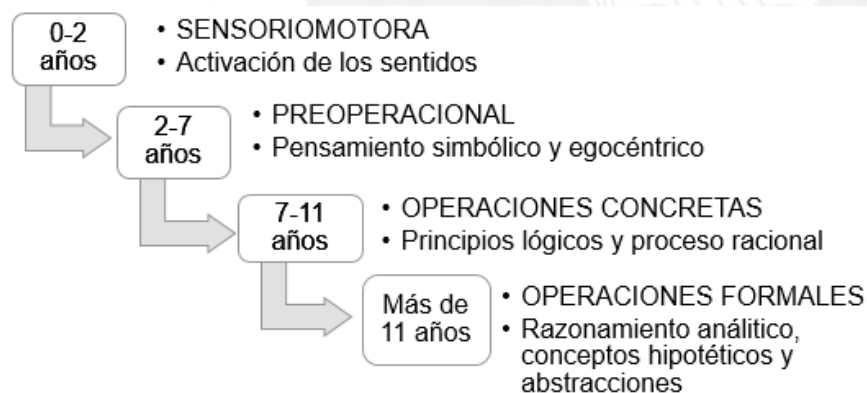 0-2
años
• SENSORIOMOTORA
• Activación de los sentidos
2-7
años
• PREOPERACIONAL
• Pensamiento simbólico y egocéntrico
7-11
años
• OPERACIONES CONCRETAS
• Principios lógicos y proceso racional
Más de
11 años
• OPERACIONES FORMALES
• Razonamiento análitico,
conceptos hipotéticos y
abstracciones